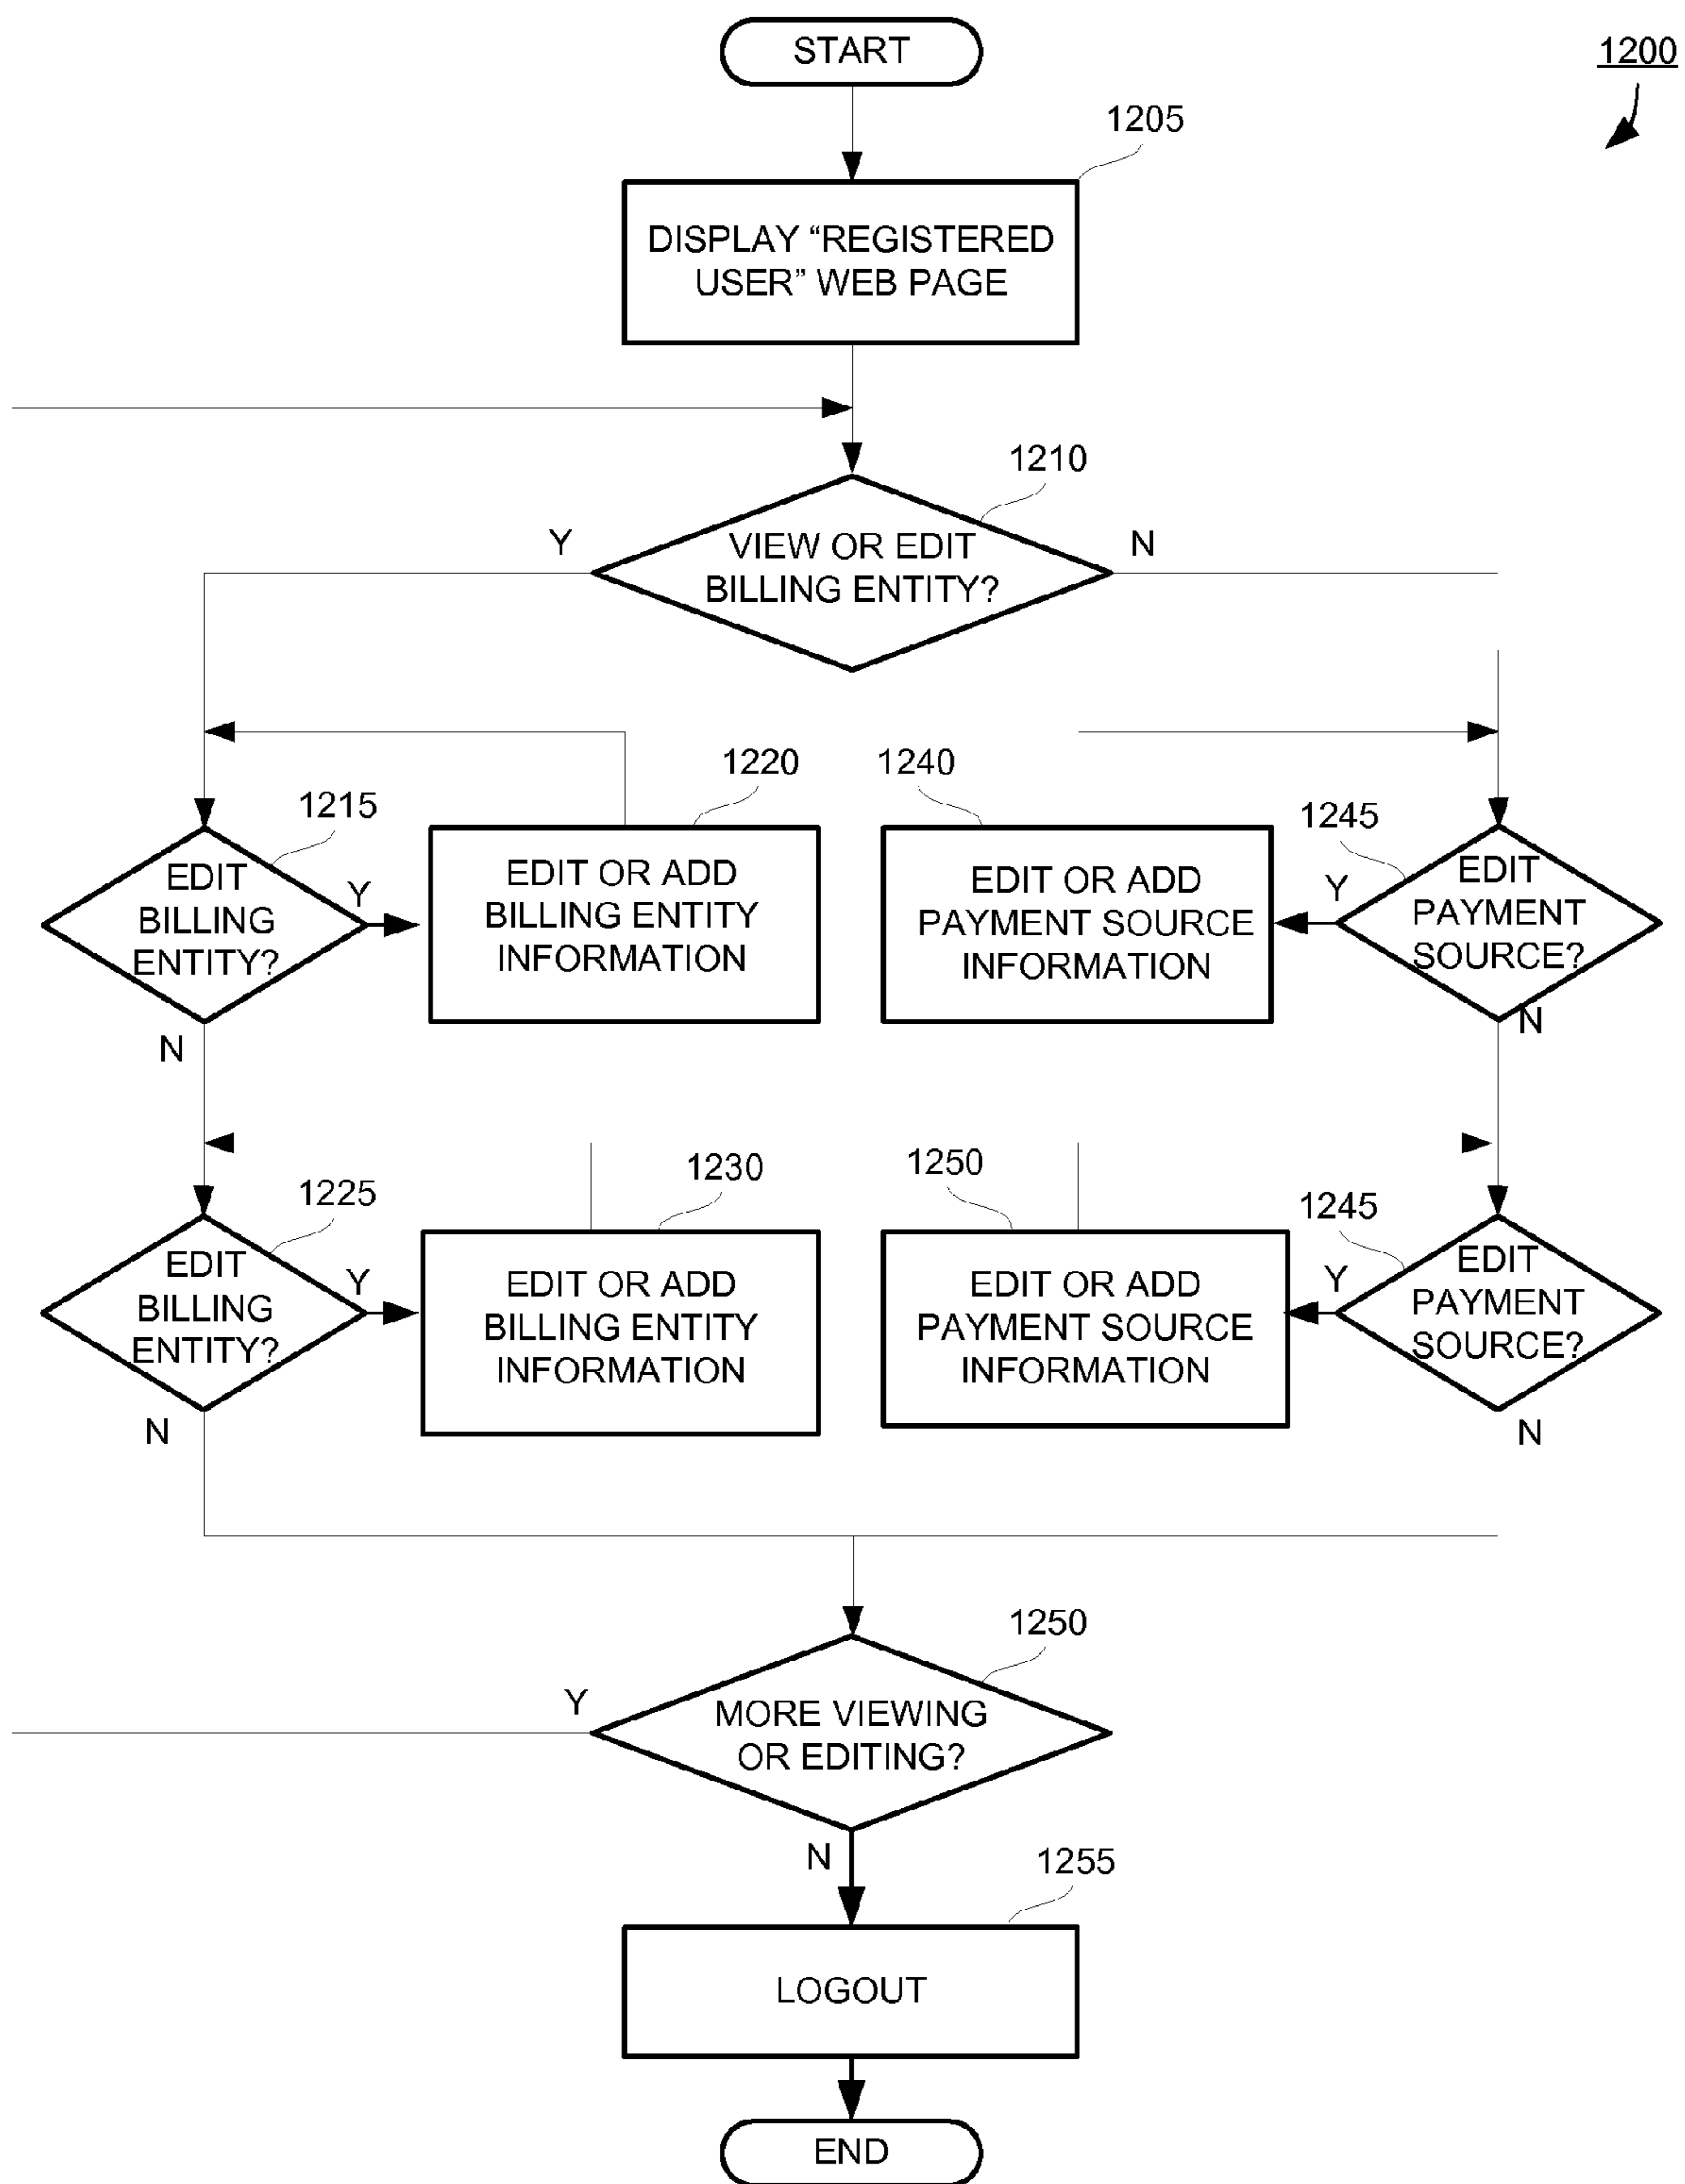 START
1200
1205
DISPLAY “REGISTERED
USER” WEB PAGE
1210
Y
VIEW OR EDIT
BILLING ENTITY?
N
1215
EDIT
BILLING
ENTITY?
Y
N
1220
EDIT OR ADD
BILLING ENTITY
INFORMATION
1240
EDIT OR ADD
PAYMENT SOURCE
INFORMATION
1245
Y
EDIT
PAYMENT
SOURCE?
N
1225
EDIT
BILLING
ENTITY?
Y
N
1230
EDIT OR ADD
BILLING ENTITY
INFORMATION
1250
EDIT OR ADD
PAYMENT SOURCE
INFORMATION
1245
Y
EDIT
PAYMENT
SOURCE?
N
1250
Y
MORE VIEWING
OR EDITING?
N
1255
LOGOUT
END